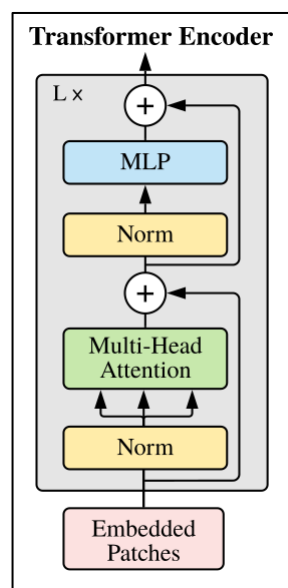 Transformer Encoder
L ×
+
MLP
Norm
+
Multi-Head
Attention
Norm
Embedded
Patches